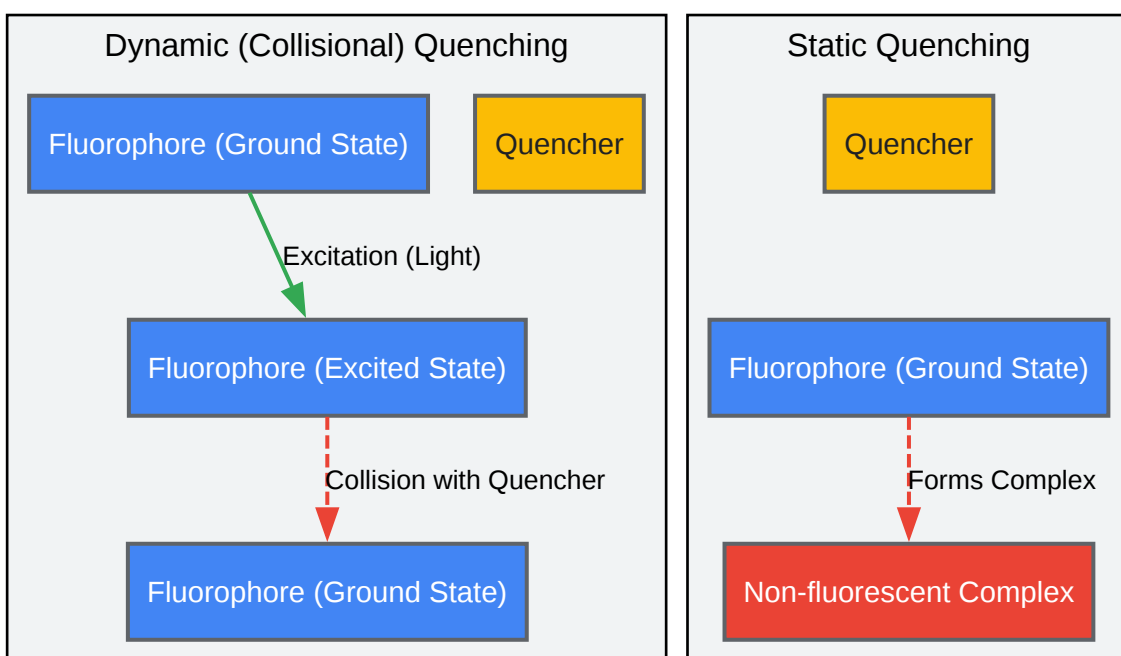 Dynamic (Collisional) Quenching
Fluorophore (Ground State)
Quencher
Excitation (Light)
Fluorophore (Excited State)
Collision with Quencher
Fluorophore (Ground State)
Static Quenching
Quencher
Fluorophore (Ground State)
Forms Complex
Non-fluorescent Complex